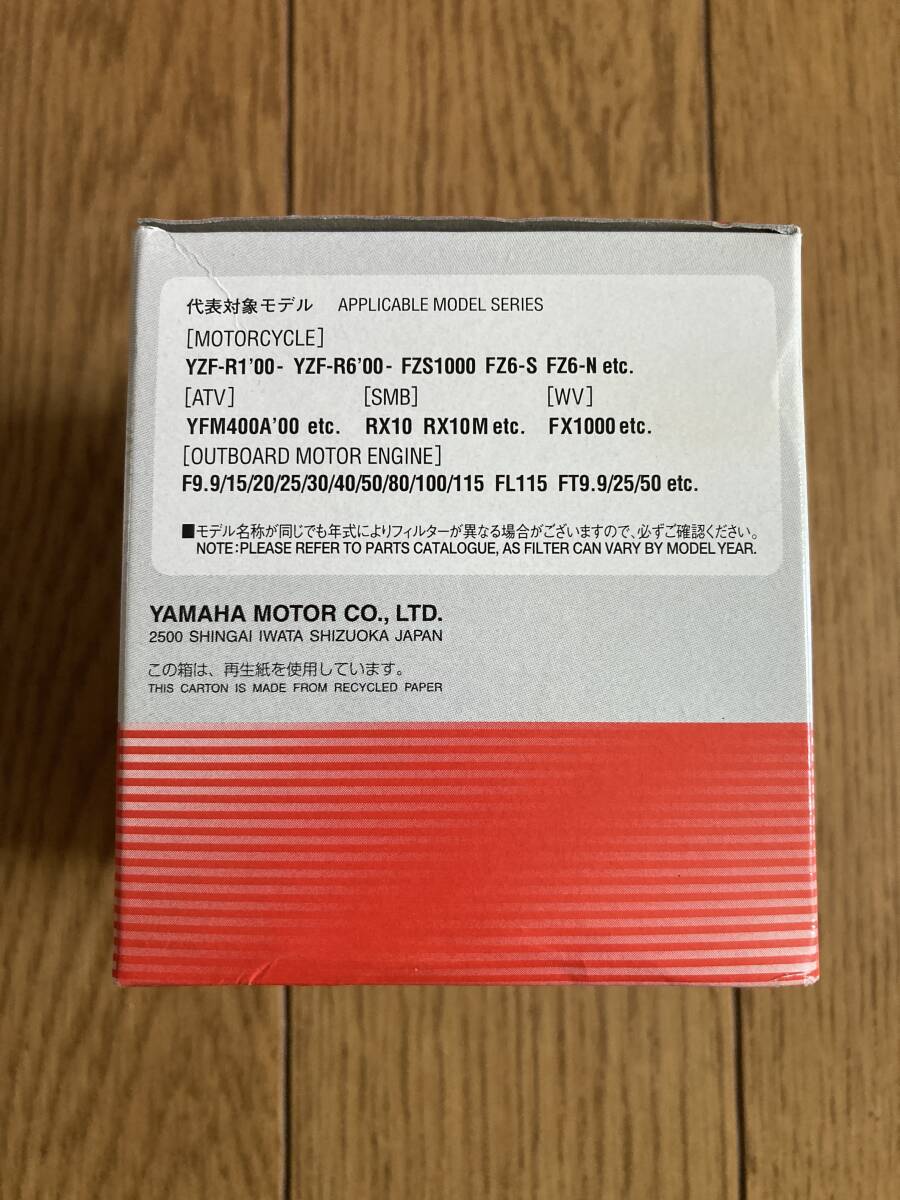 代表対象モデル APPLICABLE MODEL SERIES
[MOTORCYCLE]
YZF-R1'00- YZF-R6'00- FZS1000 FZ6-S FZ6-N etc.
[ATV] [SMB] [WV]
YFM400A'00 etc. RX10 RX10M etc. FX1000 etc.
[OUTBOARD MOTOR ENGINE]
F9.9/15/20/25/30/40/50/80/100/115 FL115 FT9.9/25/50 etc.
■モデル名称が同じでも年式によりフィルターが異なる場合がございますので、必ずご確認ください。
NOTE:PLEASE REFER TO PARTS CATALOGUE, AS FILTER CAN VARY BY MODEL YEAR.
YAMAHA MOTOR CO., LTD.
2500 SHINGAI IWATA SHIZUOKA JAPAN
この箱は、再生紙を使用しています。
THIS CARTON IS MADE FROM RECYCLED PAPER